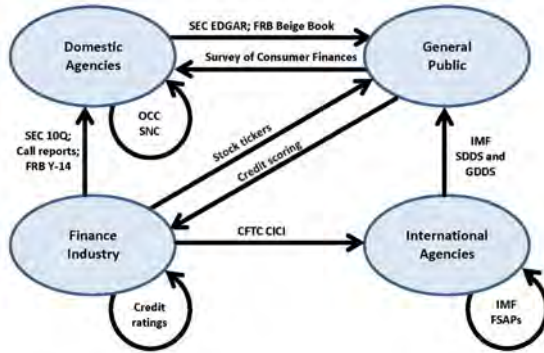 SEC EDGAR; FRB Beige Book
Domestic
Agencies
General
Public
Survey of Consumer Finances
OCC
SNC
SEC 10Q;
Call reports;
FRB Y-14
Stock tickers
Credit scoring
IMF
SDDS and
GDDS
Finance
Industry
CFTC CICI
International
Agencies
Credit
ratings
IMF
FSAPs